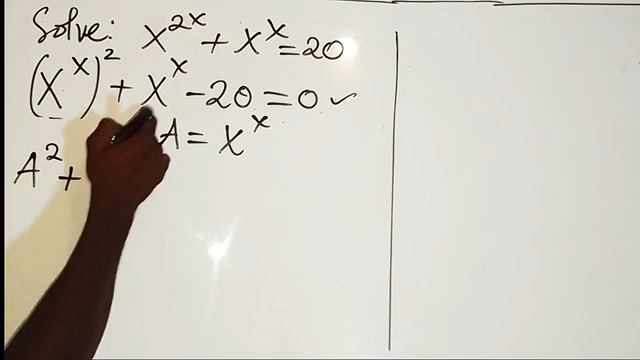 Solve: X^{2x} + X^x = 20
(X^x)^2 + X^x - 20 = 0 ✓
A = X^x
A^2 +